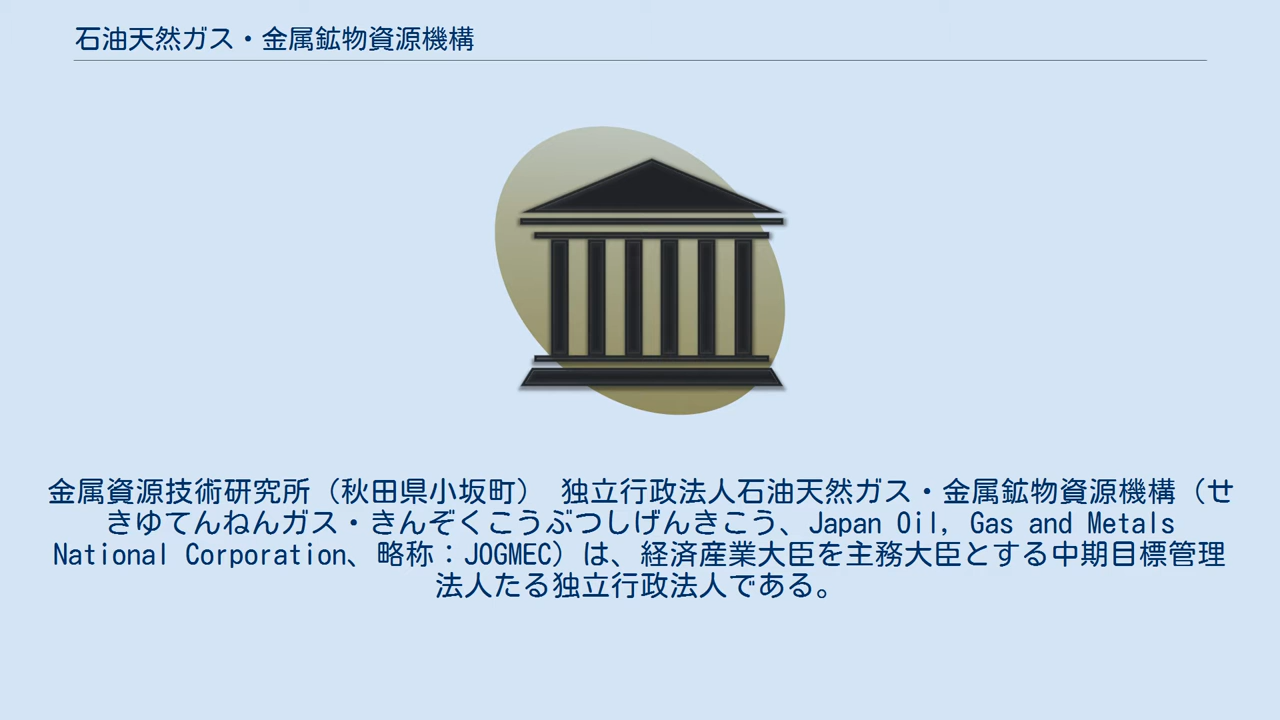 石油天然ガス・金属鉱物資源機構
金属資源技術研究所（秋田県小坂町） 独立行政法人石油天然ガス・金属鉱物資源機構（せ
きゆてんねんガス・きんぞくこうぶつしげんきこう、Japan Oil, Gas and Metals
National Corporation、略称：JOGMEC）は、経済産業大臣を主務大臣とする中期目標管理
法人たる独立行政法人である。